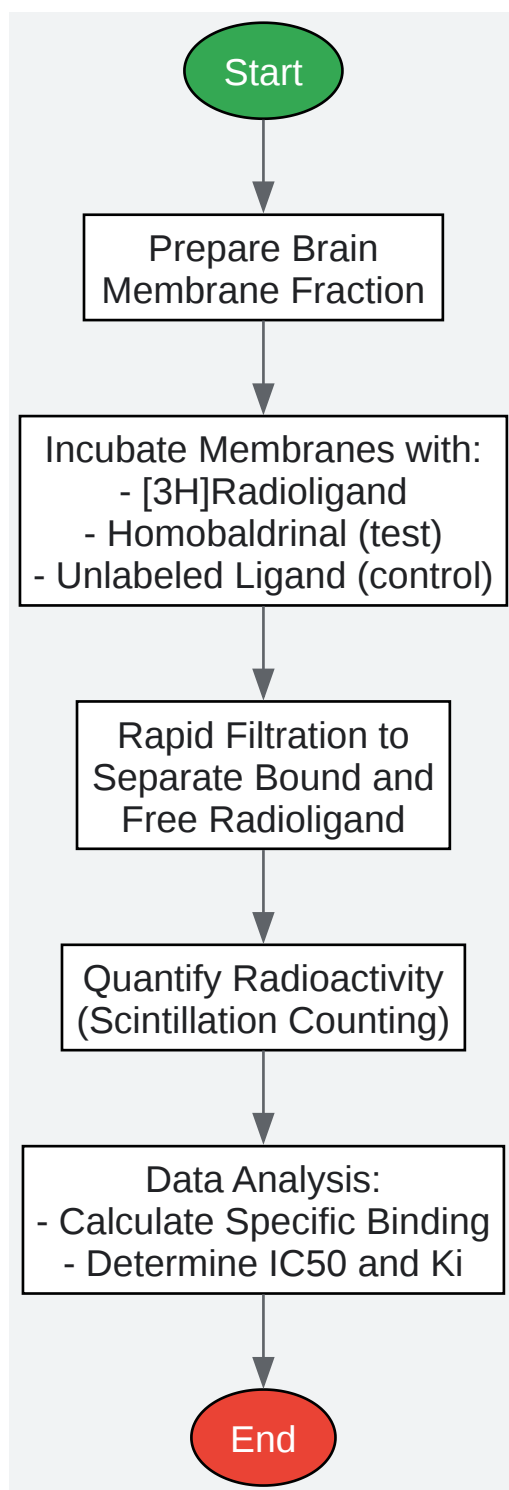 Start
Prepare Brain
Membrane Fraction
Incubate Membranes with:
- [3H]Radioligand
- Homobaldrinal (test)
- Unlabeled Ligand (control)
Rapid Filtration to
Separate Bound and
Free Radioligand
Quantify Radioactivity
(Scintillation Counting)
Data Analysis:
- Calculate Specific Binding
- Determine IC50 and Ki
End